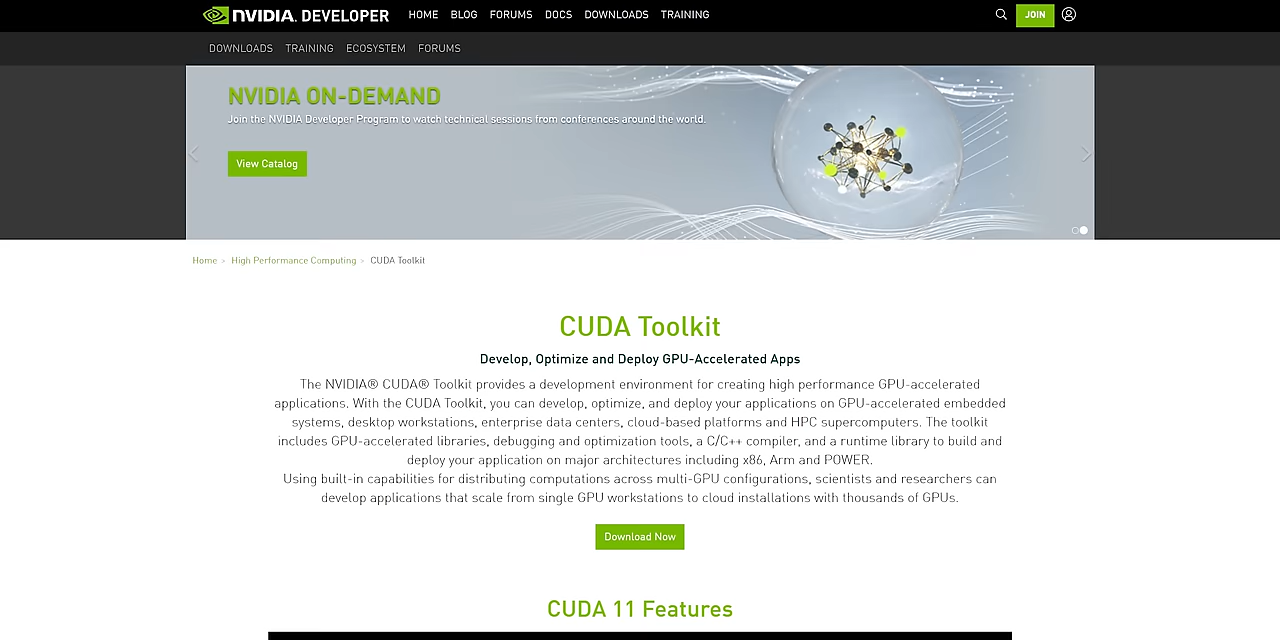 NVIDIA. DEVELOPER HOME BLOG FORUMS DOCS DOWNLOADS TRAINING JOIN
DOWNLOADS TRAINING ECOSYSTEM FORUMS
NVIDIA ON-DEMAND
Join the NVIDIA Developer Program to watch technical sessions from conferences around the world.
View Catalog
Home > High Performance Computing > CUDA Toolkit
CUDA Toolkit
Develop, Optimize and Deploy GPU-Accelerated Apps
The NVIDIA® CUDA® Toolkit provides a development environment for creating high performance GPU-accelerated
applications. With the CUDA Toolkit, you can develop, optimize, and deploy your applications on GPU-accelerated embedded
systems, desktop workstations, enterprise data centers, cloud-based platforms and HPC supercomputers. The toolkit
includes GPU-accelerated libraries, debugging and optimization tools, a C/C++ compiler, and a runtime library to build and
deploy your application on major architectures including x86, Arm and POWER.
Using built-in capabilities for distributing computations across multi-GPU configurations, scientists and researchers can
develop applications that scale from single GPU workstations to cloud installations with thousands of GPUs.
Download Now
CUDA 11 Features